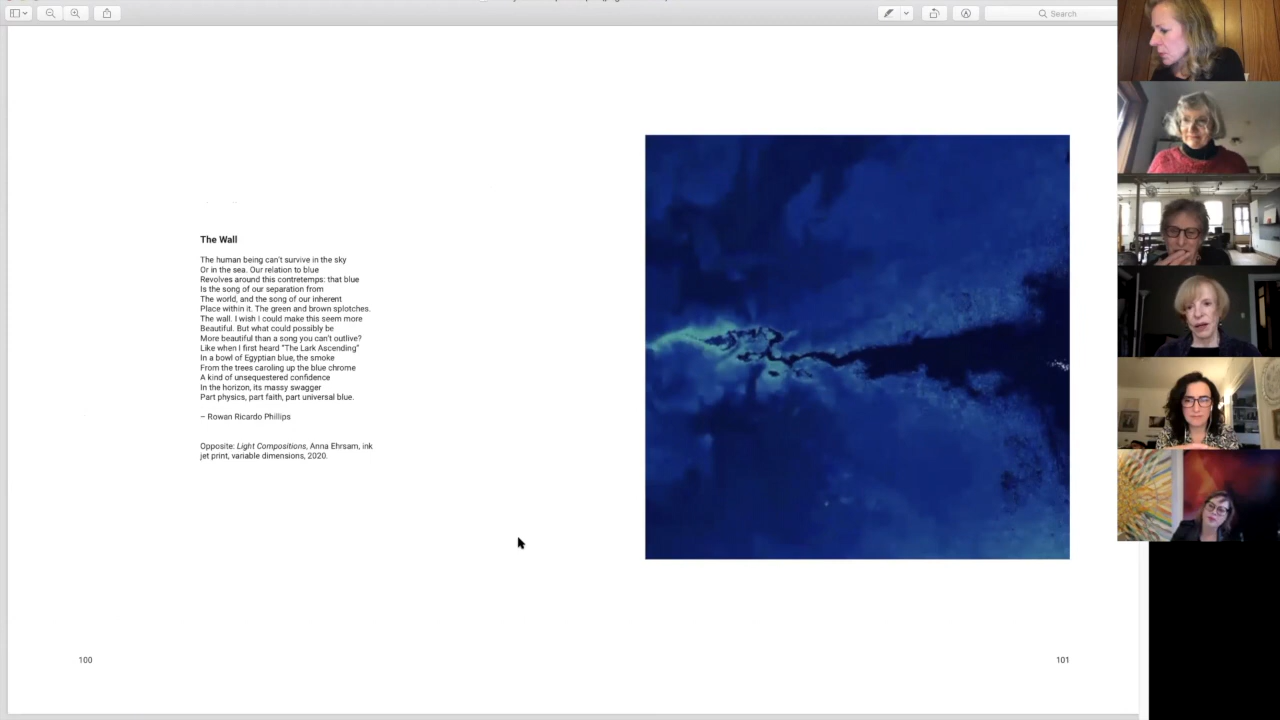 Search
The Wall
The human being can't survive in the sky
Or in the sea. Our relation to blue
Revolves around this contretemps: that blue
Is the song of our separation from
The world, and the song of our inherent
Place within it. The green and brown splotches.
The wall. I wish I could make this seem more
Beautiful. But what could possibly be
More beautiful than a song you can't outlive?
Like when I first heard “The Lark Ascending”
In a bowl of Egyptian blue, the smoke
From the trees caroling up the blue chrome
A kind of unsequestered confidence
In the horizon, its massy swagger
Part physics, part faith, part universal blue.
– Rowan Ricardo Phillips
Opposite: Light Compositions, Anna Ehrsam, ink
jet print, variable dimensions, 2020.
100
101